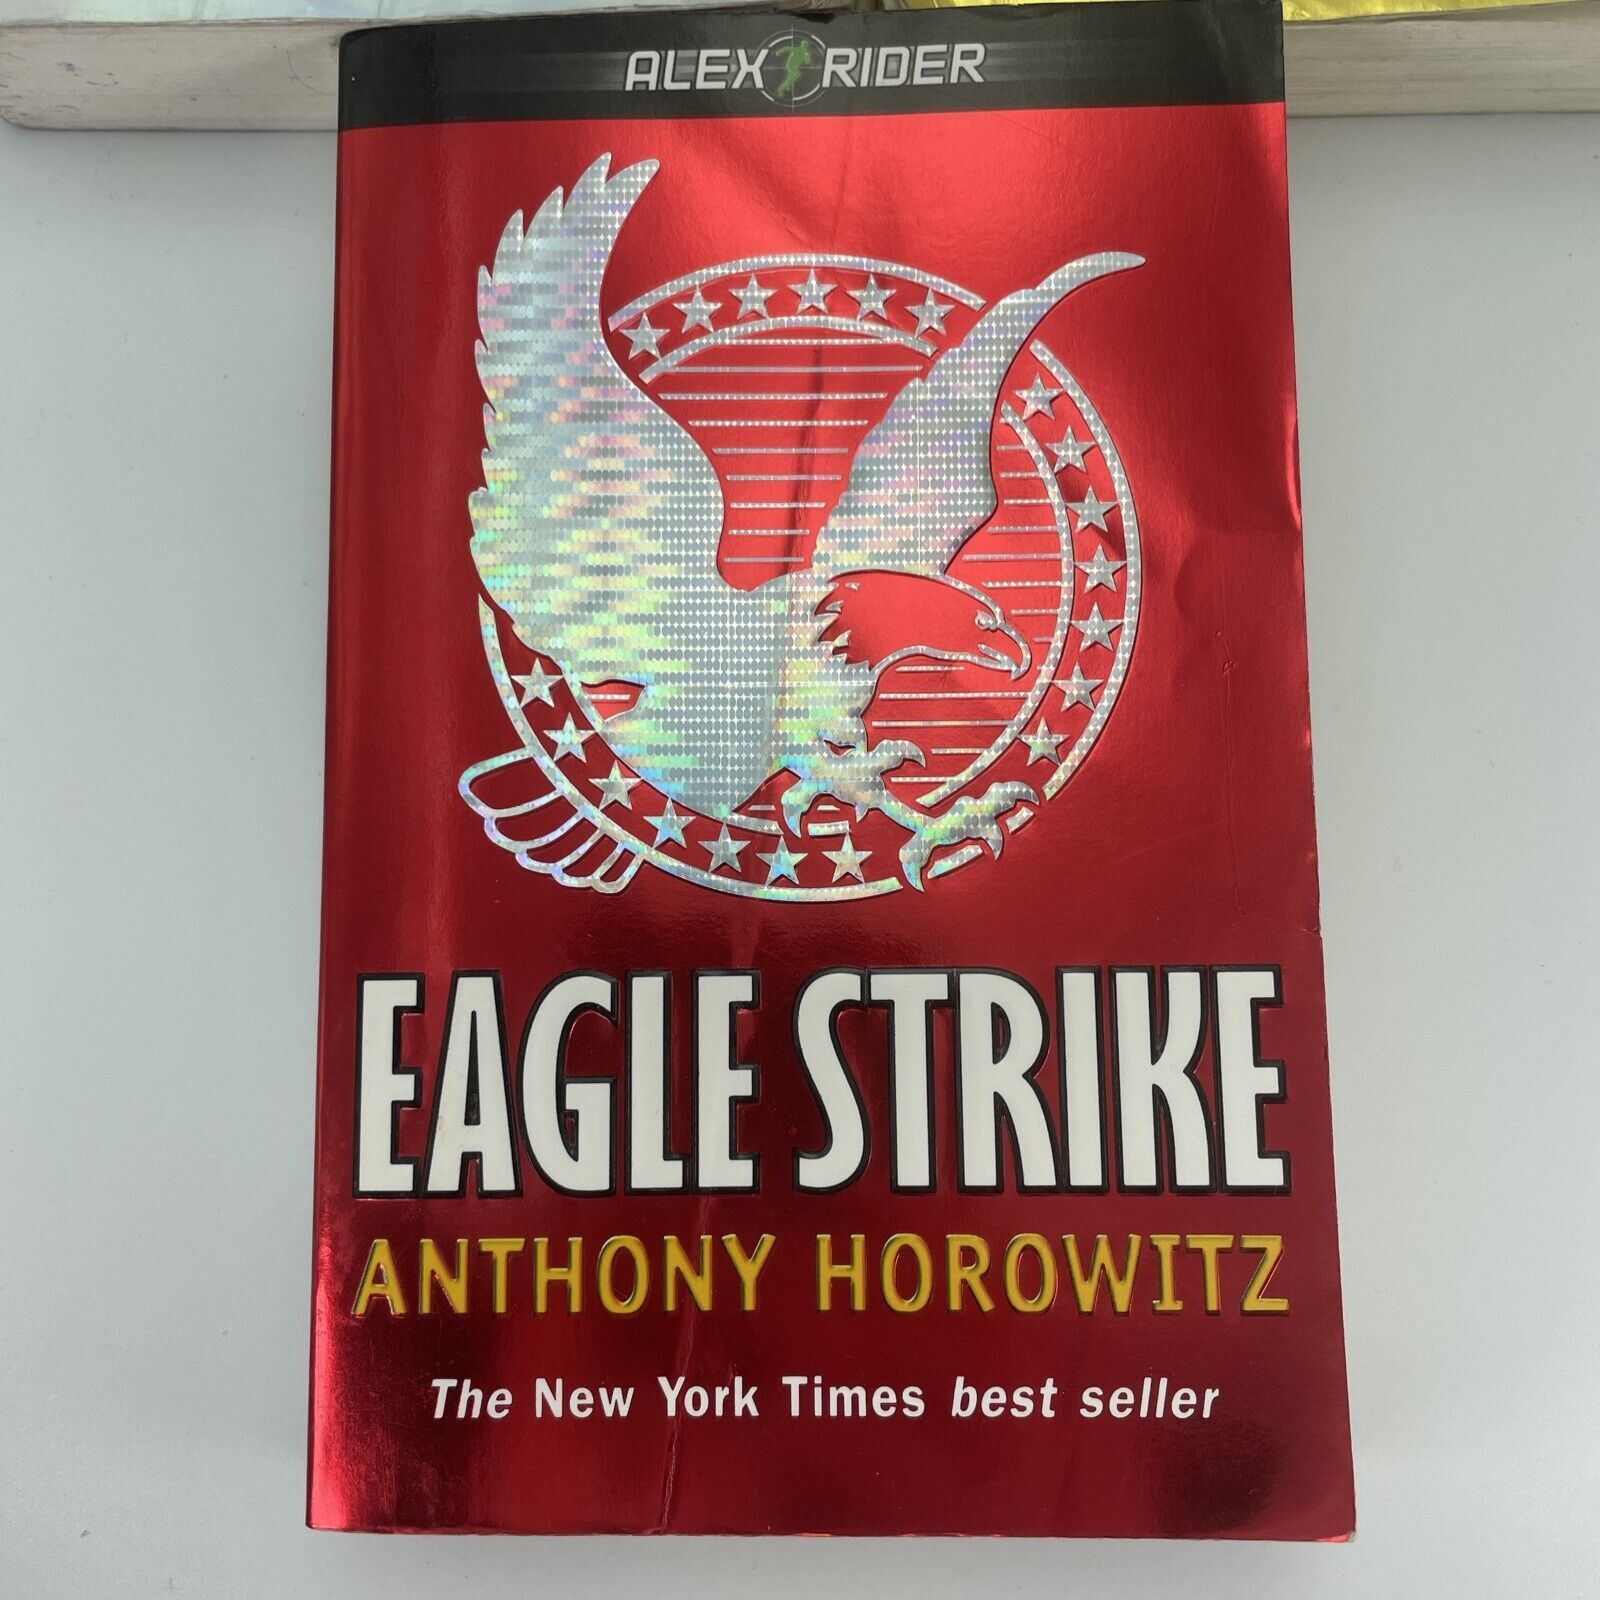 ALEX RIDER
EAGLE STRIKE
ANTHONY HOROWITZ
The New York Times best seller